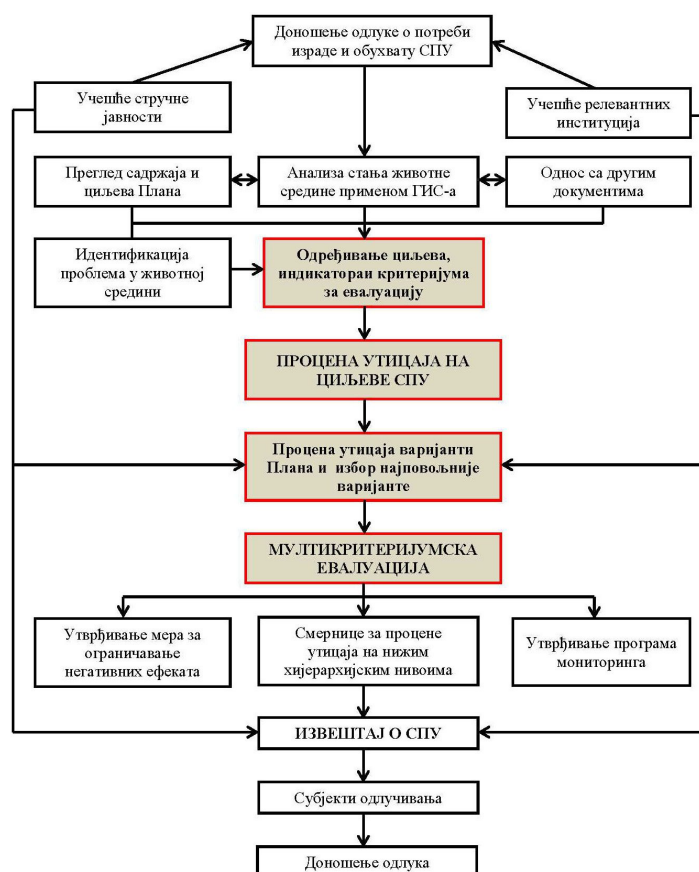 Доношење одлуке о потреби
израде и обухвату СПУ
Учешће стручне
јавности
Учешће релевантних
институција
Преглед садржаја и
циљева Плана
Анализа стања животне
средине применом ГИС-а
Однос са другим
документима
Идентификација
проблема у животној
средини
Одређивање циљева,
индикатораи критеријума
за евалуацију
ПРОЦЕНА УТИЦАЈА НА
ЦИЉЕВЕ СПУ
Процена утицаја варијанти
Плана и избор најповољније
варијанте
МУЛТИКРИТЕРИЈУМСКА
ЕВАЛУАЦИЈА
Утврђивање мера за
ограничавање
негативних ефеката
Смернице за процене
утицаја на нижим
хијерархијским нивоима
Утврђивање програма
мониторинга
ИЗВЕШТАЈ О СПУ
Субјекти одлучивања
Доношење одлука